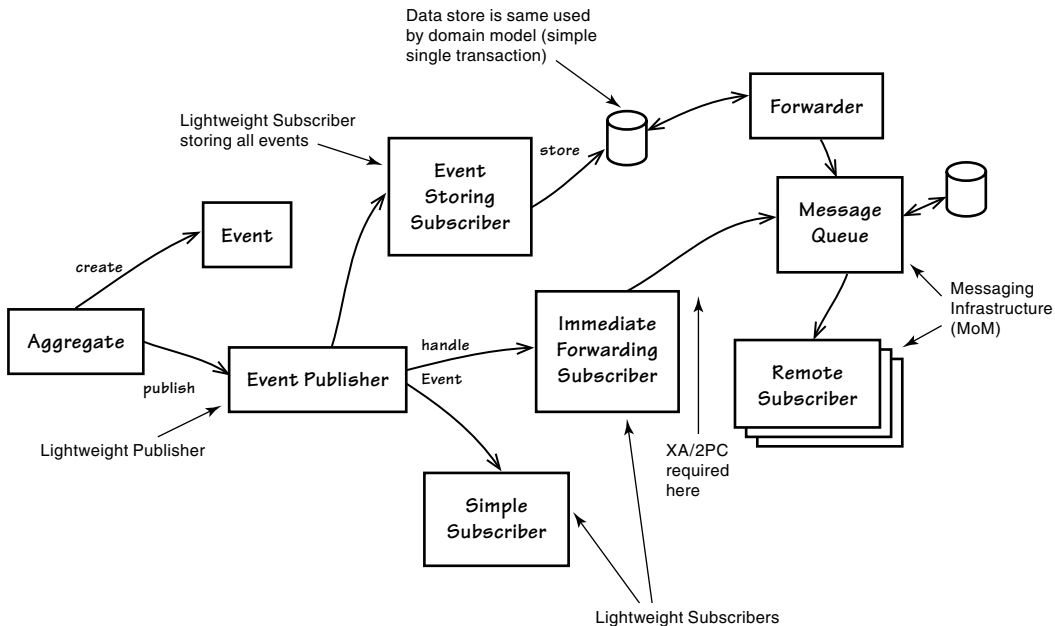 Data store is same used
by domain model (simple
single transaction)
Forwarder
Lightweight Subscriber
storing all events
store
Event
Storing
Subscriber
Message
Queue
Event
create
Messaging
Infrastructure
(MoM)
Aggregate
Immediate
Forwarding
Subscriber
handle
Event
Event Publisher
publish
Remote
Subscriber
Lightweight Publisher
XA/2PC
required
here
Simple
Subscriber
Lightweight Subscribers